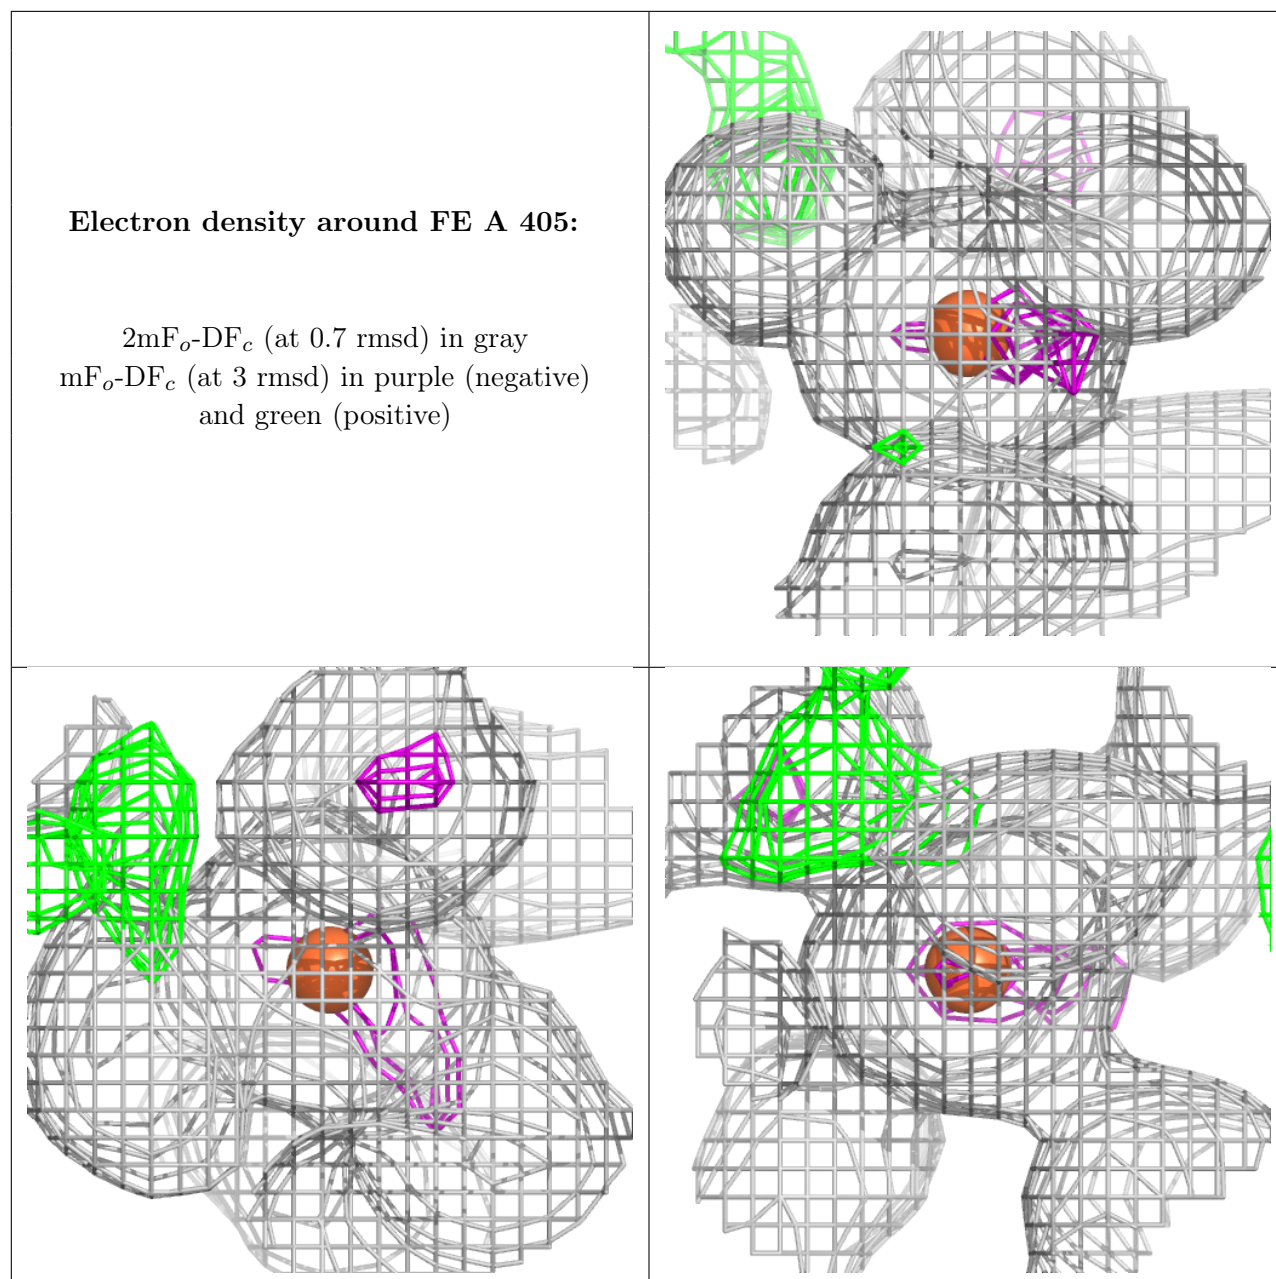 Electron density around FE A 405:
2mFₒ-DF𝒸 (at 0.7 rmsd) in gray
mFₒ-DF𝒸 (at 3 rmsd) in purple (negative)
and green (positive)